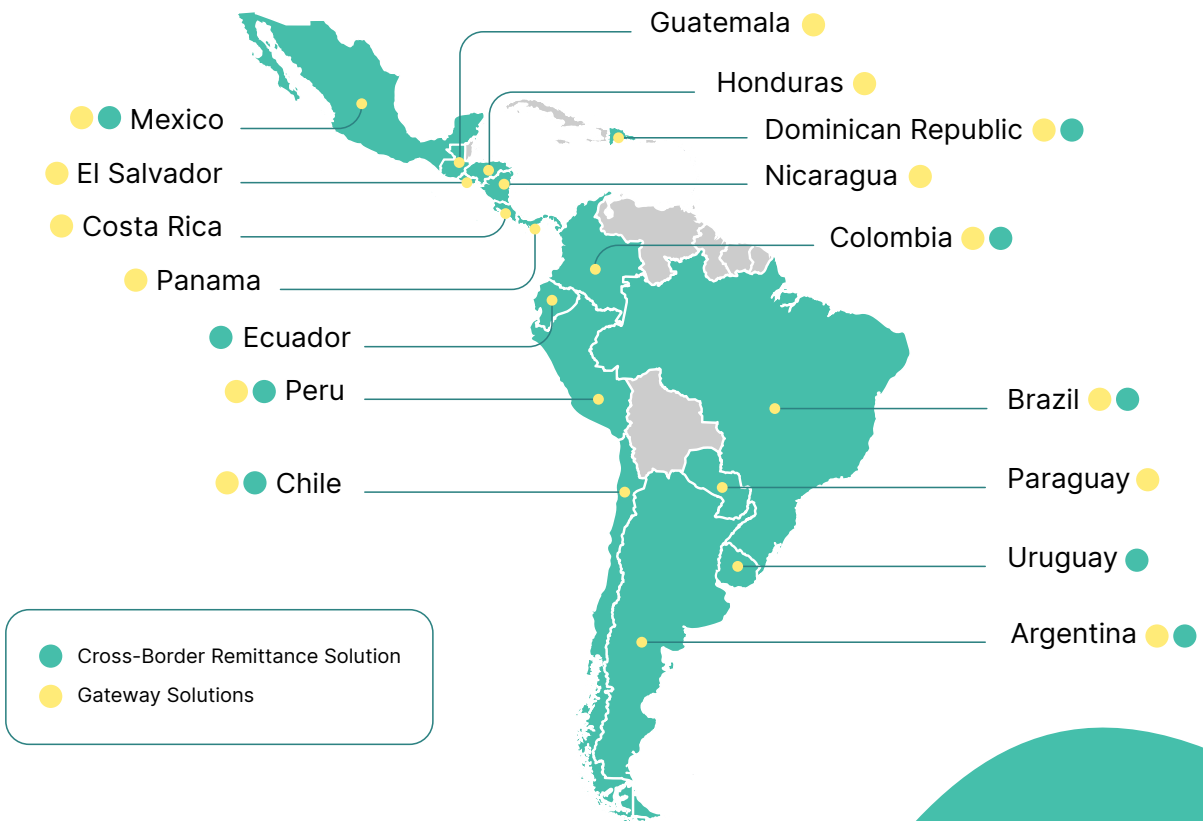 Guatemala
Honduras
Mexico
Dominican Republic
El Salvador
Nicaragua
Costa Rica
Colombia
Panama
Ecuador
Peru
Brazil
Chile
Paraguay
Uruguay
Argentina
Cross-Border Remittance Solution
Gateway Solutions